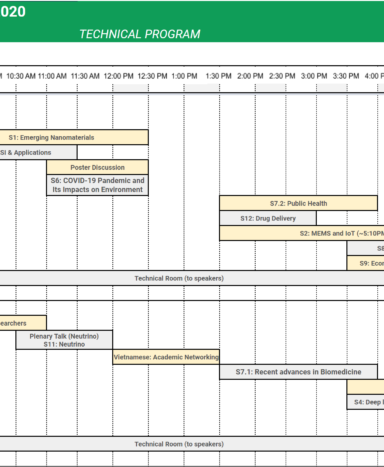 020
TECHNICAL PROGRAM
10:30 AM 11:00 AM 11:30 AM 12:00 PM 12:30 PM 1:00 PM 1:30 PM 2:00 PM 2:30 PM 3:00 PM 3:30 PM 4:00 P
S1: Emerging Nanomaterials
SI & Applications
Poster Discussion
S6: COVID-19 Pandemic and
Its Impacts on Environment
S7.2: Public Health
S12: Drug Delivery
S2: MEMS and IoT (~5:10PM
S8
S9: Econ
Technical Room (to speakers)
earchers
Plenary Talk (Neutrino)
S11: Neutrino
Vietnamese: Academic Networking
S7.1: Recent advances in Biomedicine
S4: Deep l
Technical Room (to speakers)